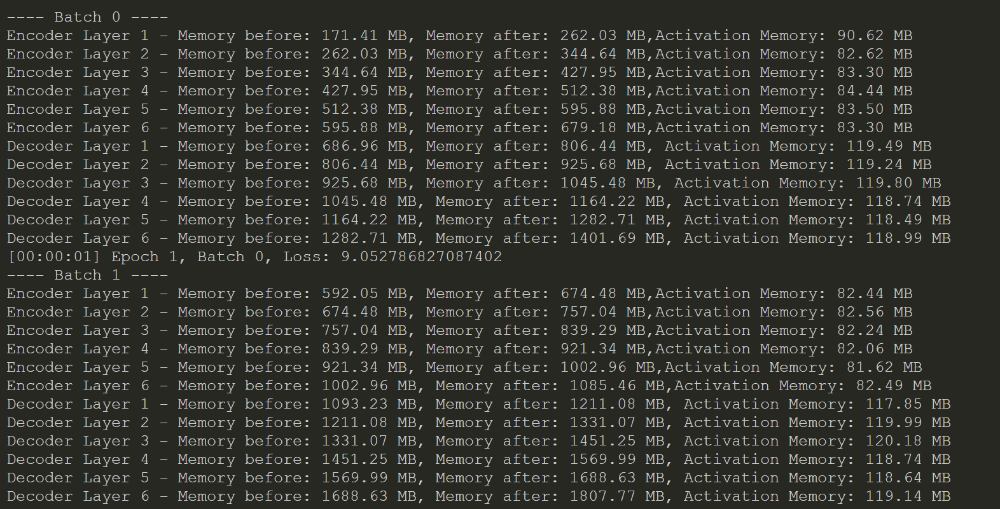 ---- Batch 0 ----
Encoder Layer 1 - Memory before: 171.41 MB, Memory after: 262.03 MB,Activation Memory: 90.62 MB
Encoder Layer 2 - Memory before: 262.03 MB, Memory after: 344.64 MB,Activation Memory: 82.62 MB
Encoder Layer 3 - Memory before: 344.64 MB, Memory after: 427.95 MB,Activation Memory: 83.30 MB
Encoder Layer 4 - Memory before: 427.95 MB, Memory after: 512.38 MB,Activation Memory: 84.44 MB
Encoder Layer 5 - Memory before: 512.38 MB, Memory after: 595.88 MB,Activation Memory: 83.50 MB
Encoder Layer 6 - Memory before: 595.88 MB, Memory after: 679.18 MB,Activation Memory: 83.30 MB
Decoder Layer 1 - Memory before: 686.96 MB, Memory after: 806.44 MB, Activation Memory: 119.49 MB
Decoder Layer 2 - Memory before: 806.44 MB, Memory after: 925.68 MB, Activation Memory: 119.24 MB
Decoder Layer 3 - Memory before: 925.68 MB, Memory after: 1045.48 MB, Activation Memory: 119.80 MB
Decoder Layer 4 - Memory before: 1045.48 MB, Memory after: 1164.22 MB, Activation Memory: 118.74 MB
Decoder Layer 5 - Memory before: 1164.22 MB, Memory after: 1282.71 MB, Activation Memory: 118.49 MB
Decoder Layer 6 - Memory before: 1282.71 MB, Memory after: 1401.69 MB, Activation Memory: 118.99 MB
[00:00:01] Epoch 1, Batch 0, Loss: 9.052786827087402
---- Batch 1 ----
Encoder Layer 1 - Memory before: 592.05 MB, Memory after: 674.48 MB,Activation Memory: 82.44 MB
Encoder Layer 2 - Memory before: 674.48 MB, Memory after: 757.04 MB,Activation Memory: 82.56 MB
Encoder Layer 3 - Memory before: 757.04 MB, Memory after: 839.29 MB,Activation Memory: 82.24 MB
Encoder Layer 4 - Memory before: 839.29 MB, Memory after: 921.34 MB,Activation Memory: 82.06 MB
Encoder Layer 5 - Memory before: 921.34 MB, Memory after: 1002.96 MB,Activation Memory: 81.62 MB
Encoder Layer 6 - Memory before: 1002.96 MB, Memory after: 1085.46 MB,Activation Memory: 82.49 MB
Decoder Layer 1 - Memory before: 1093.23 MB, Memory after: 1211.08 MB, Activation Memory: 117.85 MB
Decoder Layer 2 - Memory before: 1211.08 MB, Memory after: 1331.07 MB, Activation Memory: 119.99 MB
Decoder Layer 3 - Memory before: 1331.07 MB, Memory after: 1451.25 MB, Activation Memory: 120.18 MB
Decoder Layer 4 - Memory before: 1451.25 MB, Memory after: 1569.99 MB, Activation Memory: 118.74 MB
Decoder Layer 5 - Memory before: 1569.99 MB, Memory after: 1688.63 MB, Activation Memory: 118.64 MB
Decoder Layer 6 - Memory before: 1688.63 MB, Memory after: 1807.77 MB, Activation Memory: 119.14 MB